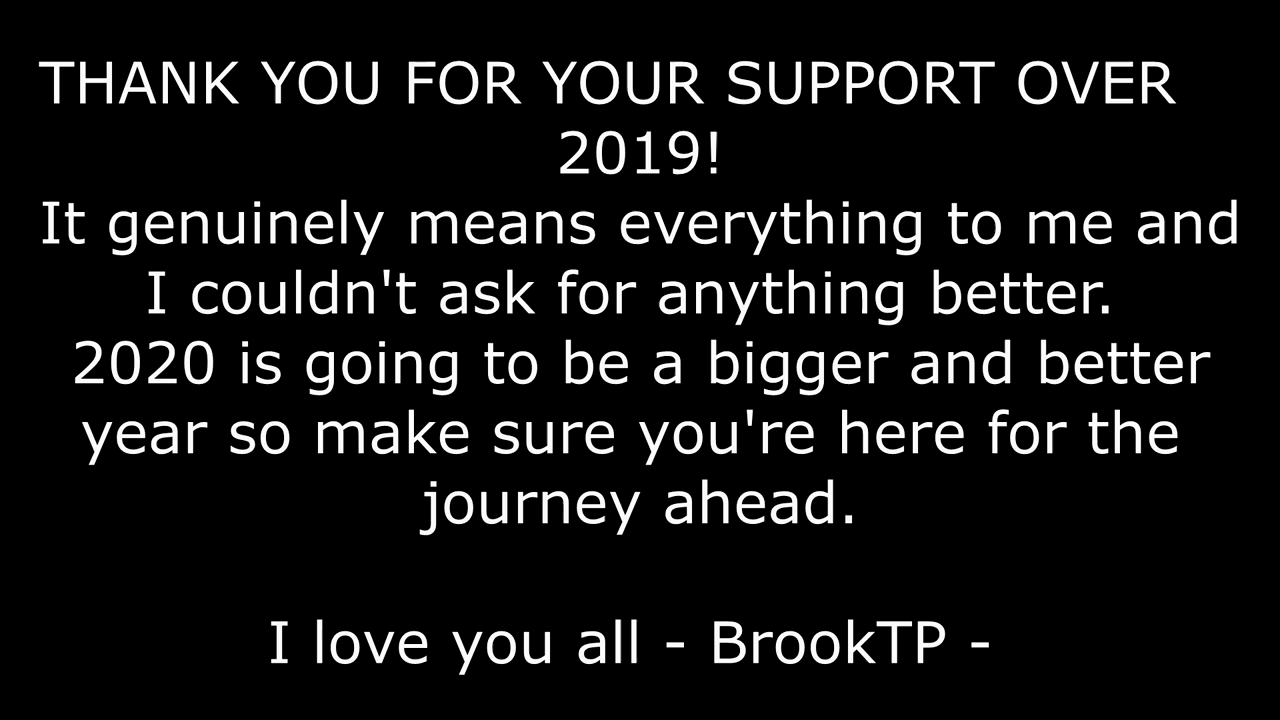 THANK YOU FOR YOUR SUPPORT OVER
2019!
It genuinely means everything to me and
I couldn't ask for anything better.
2020 is going to be a bigger and better
year so make sure you're here for the
journey ahead.
I love you all - BrookTP -